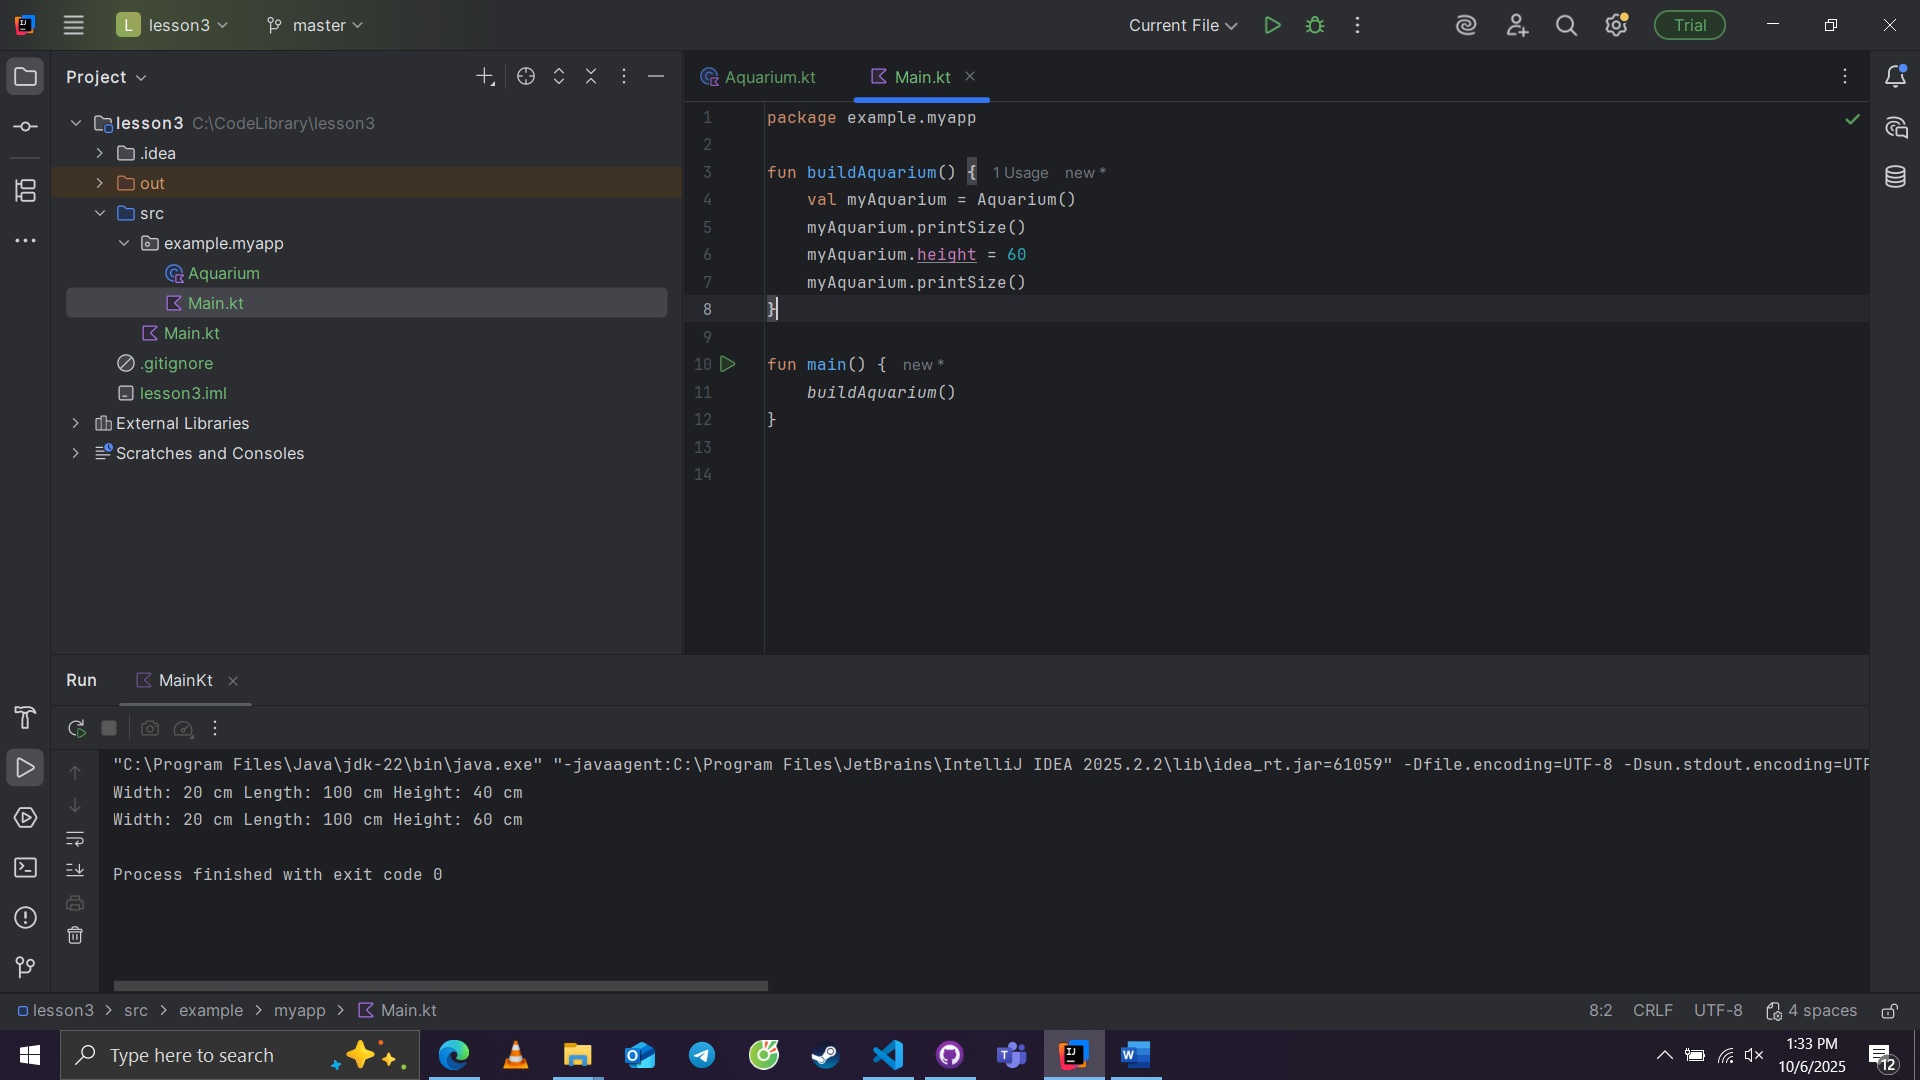 L lesson3 master Current File Trial
Project
Aquarium.kt Main.kt
lesson3 C:\CodeLibrary\lesson3
.idea
out
src
example.myapp
Aquarium
Main.kt
Main.kt
.gitignore
lesson3.iml
External Libraries
Scratches and Consoles
1 package example.myapp
2
3 fun buildAquarium() { 1 Usage new *
4 val myAquarium = Aquarium()
5 myAquarium.printSize()
6 myAquarium.height = 60
7 myAquarium.printSize()
8 }
9
10 fun main() { new *
11 buildAquarium()
12 }
13
14
Run MainKt
"C:\Program Files\Java\jdk-22\bin\java.exe" "-javaagent:C:\Program Files\JetBrains\IntelliJ IDEA 2025.2.2\lib\idea_rt.jar=61059" -Dfile.encoding=UTF-8 -Dsun.stdout.encoding=UTF
Width: 20 cm Length: 100 cm Height: 40 cm
Width: 20 cm Length: 100 cm Height: 60 cm
Process finished with exit code 0
lesson3 > src > example > myapp > Main.kt 8:2 CRLF UTF-8 4 spaces
Type here to search
1:33 PM
10/6/2025
12